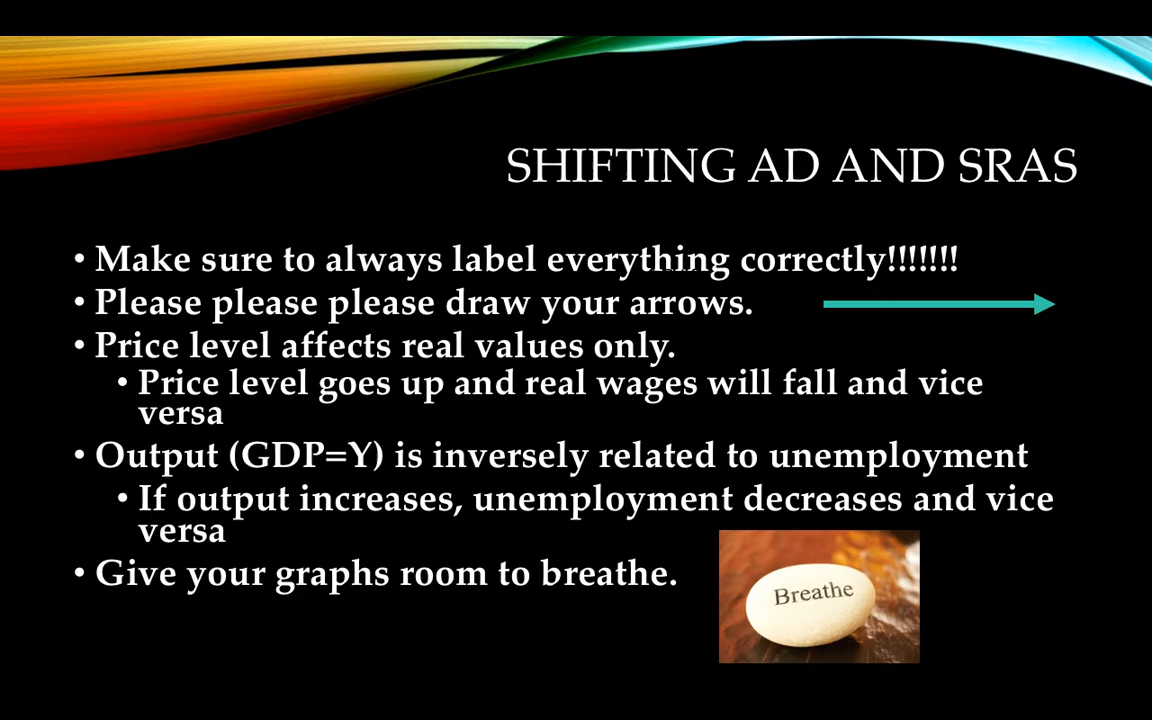 SHIFTING AD AND SRAS
• Make sure to always label everything correctly!!!!!!!
• Please please please draw your arrows.
• Price level affects real values only.
• Price level goes up and real wages will fall and vice
versa
• Output (GDP=Y) is inversely related to unemployment
• If output increases, unemployment decreases and vice
versa
• Give your graphs room to breathe.
Breathe